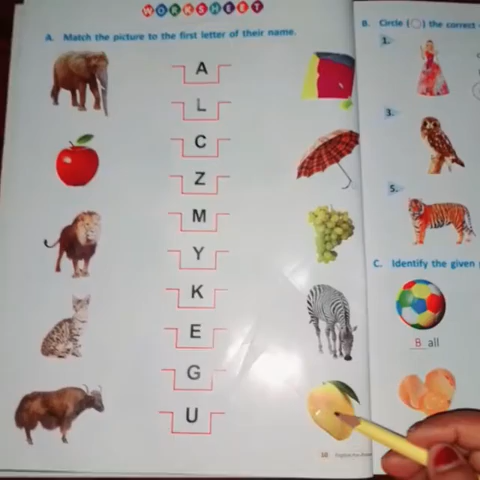 WORKSHEET
A. Match the picture to the first letter of their name.
A
L
C
Z
M
Y
K
E
G
U
38
B. Circle ( ) the correct
1.
3.
5.
C. Identify the given
B all